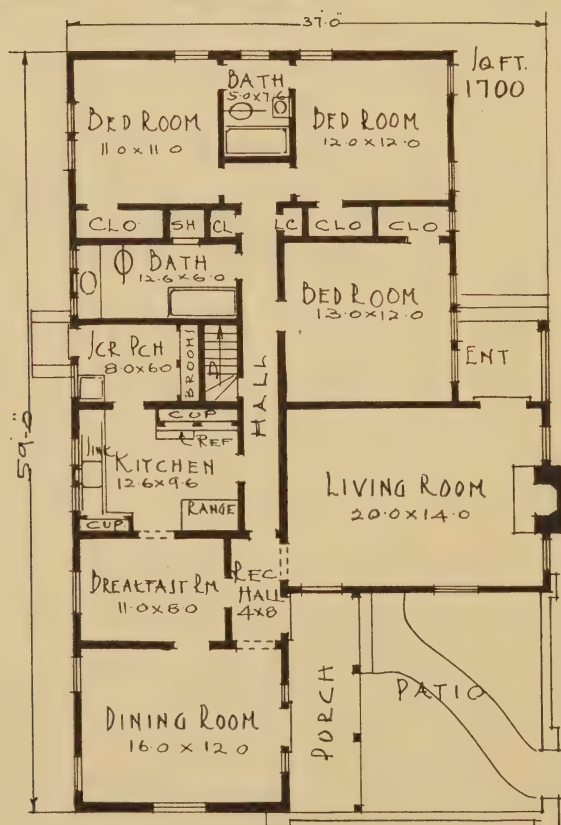 37.0
59-0
SQ FT.
1700
BATH
5.0X7.6
BED ROOM
11.0X11.0
BED ROOM
12.0X12.0
CLO
SH
CL
LC
CLO
CLO
BATH
12.6X6.0
BED ROOM
13.0X12.0
SCR PCH
8.0X6.0
BROOMS
HALL
ENT
CUP
REF
SINK
KITCHEN
12.6X9.6
RANGE
CUP
LIVING ROOM
20.0X14.0
BREAKFAST RM
11.0X8.0
REC
HALL
4X8
PORCH
PATIO
DINING ROOM
16.0 X 12.0